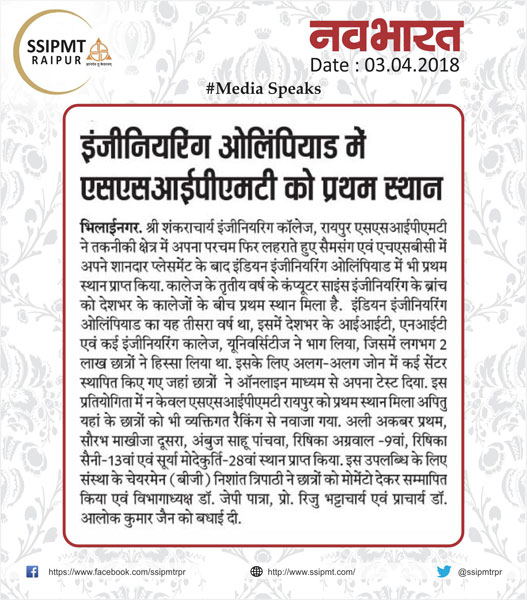 SSIPMT
RAIPUR
नवभारत
Date : 03.04.2018
#Media Speaks
इंजीनियरिंग ओलिंपियाड में
एसएसआईपीएमटी को प्रथम स्थान
भिलाईनगर. श्री शंकराचार्य इंजीनियरिंग कॉलेज, रायपुर एसएसआईपीएमटी
ने तकनीकी क्षेत्र में अपना परचम फिर लहराते हुए सैमसंग एवं एचएसबीसी में
अपने शानदार प्लेसमेंट के बाद इंडियन इंजीनियरिंग ओलिंपियाड में भी प्रथम
स्थान प्राप्त किया. कालेज के तृतीय वर्ष के कंप्यूटर साइंस इंजीनियरिंग के ब्रांच
को देशभर के कालेजों के बीच प्रथम स्थान मिला है. इंडियन इंजीनियरिंग
ओलिंपियाड का यह तीसरा वर्ष था, इसमें देशभर के आईआईटी, एनआईटी
एवं कई इंजीनियरिंग कालेज, यूनिवर्सिटीज ने भाग लिया, जिसमें लगभग 2
लाख छात्रों ने हिस्सा लिया था. इसके लिए अलग-अलग जोन में कई सेंटर
स्थापित किए गए जहां छात्रों ने ऑनलाइन माध्यम से अपना टेस्ट दिया. इस
प्रतियोगिता में न केवल एसएसआईपीएमटी रायपुर को प्रथम स्थान मिला अपितु
यहां के छात्रों को भी व्यक्तिगत रैकिंग से नवाजा गया. अली अकबर प्रथम,
सौरभ माखीजा दूसरा, अंबुज साहू पांचवा, रिषिका अग्रवाल -9वां, रिषिका
सैनी-13वां एवं सूर्या मोदेकुर्ति-28वां स्थान प्राप्त किया. इस उपलब्धि के लिए
संस्था के चेयरमेन ( बीजी ) निशांत त्रिपाठी ने छात्रों को मोमेंटो देकर सम्मापित
किया एवं विभागाध्यक्ष डॉ. जेपी पात्रा, प्रो. रिजु भट्टाचार्य एवं प्राचार्य डॉ.
आलोक कुमार जैन को बधाई दी.
https://www.facebook.com/ssipmtrpr
http://www.ssipmt.com/
@ssipmtrpr